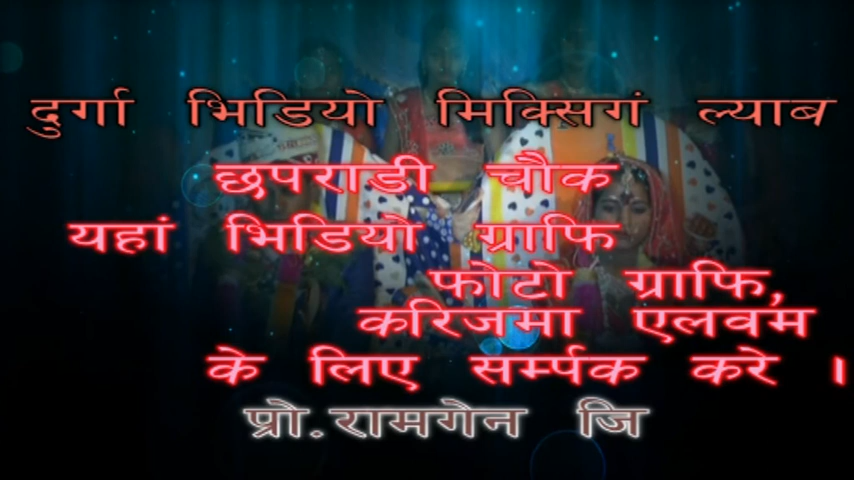 दुर्गा भिडियो मिक्सिगं ल्याब
छपराडी चौक
यहां भिडियो ग्राफि
फोटो ग्राफि,
करिजमा एलवम
के लिए सर्म्पक करे ।
प्रो.रामगेन जि